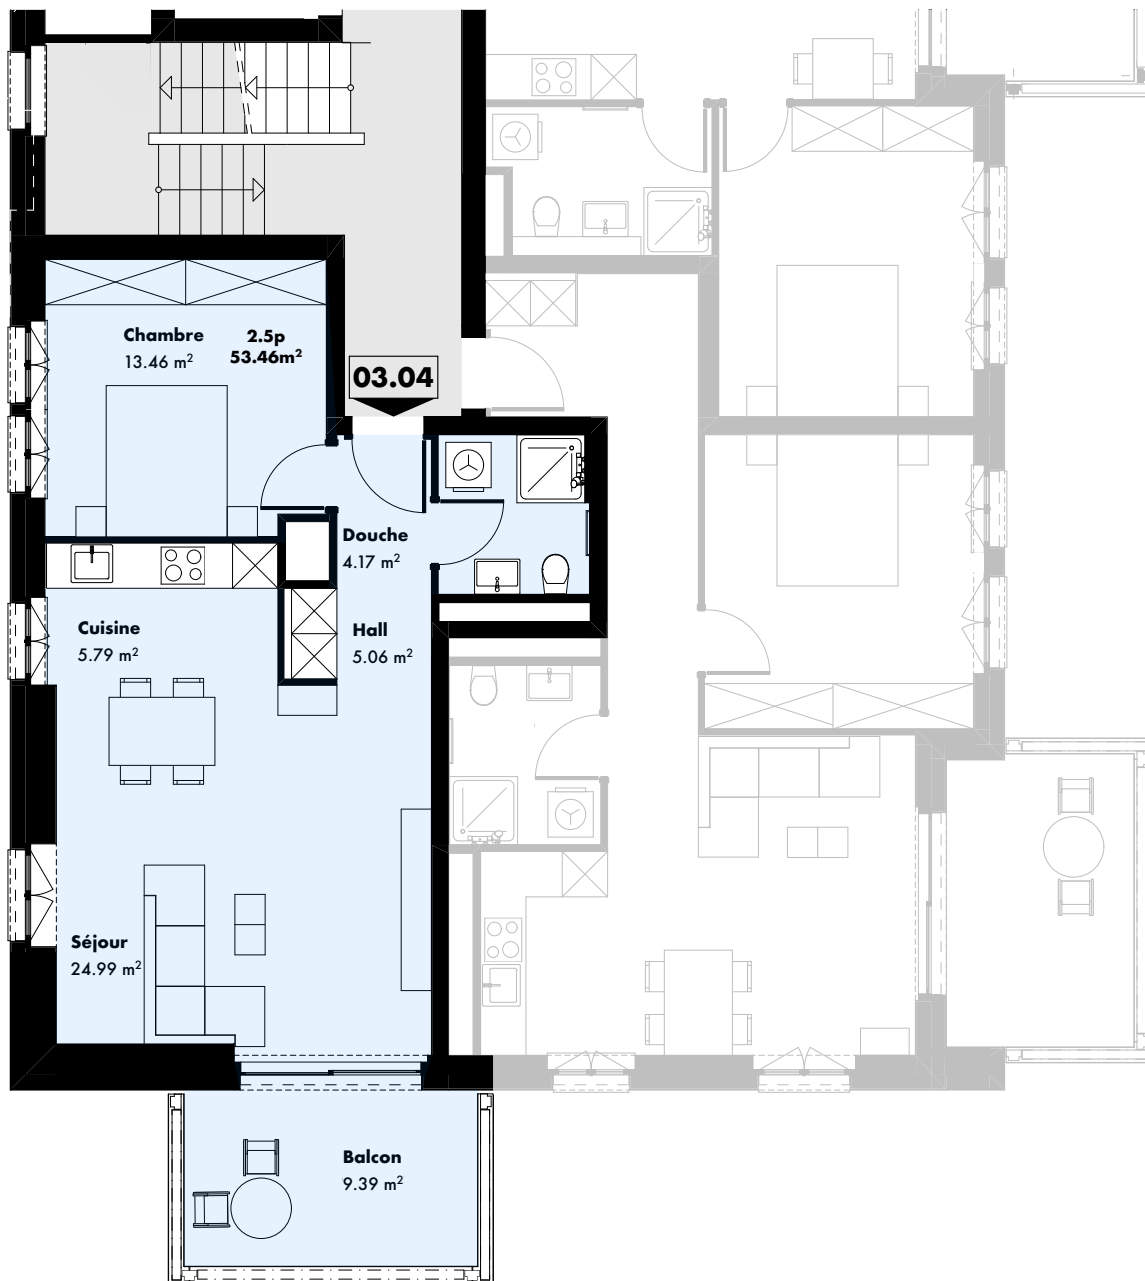 Chambre
13.46 m²
2.5p
53.46m²
03.04
Douche
4.17 m²
Cuisine
5.79 m²
Hall
5.06 m²
Séjour
24.99 m²
Balcon
9.39 m²